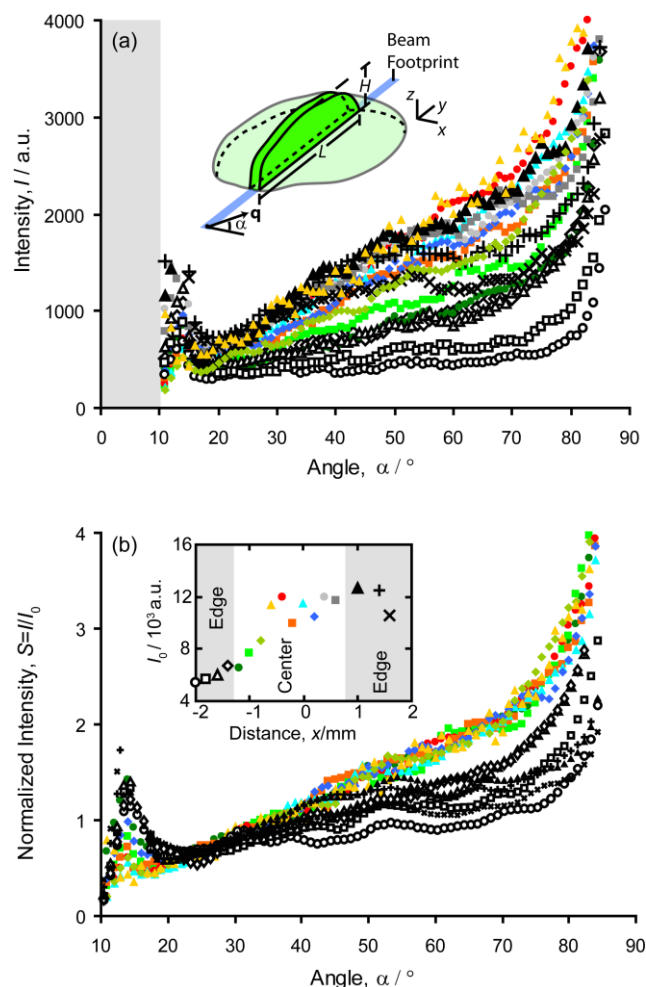 (a)
Beam
Footprint
H
z
y
x
L
q
α
Intensity, I / a.u.
4000
3000
2000
1000
0
0 10 20 30 40 50 60 70 80 90
Angle, α / °
(b)
Normalized Intensity, S=I/I₀
4
3
2
1
0
10 20 30 40 50 60 70 80 90
Angle, α / °
I₀ / 10³ a.u.
16
12
8
4
Edge
Center
Edge
-2 -1 0 1 2
Distance, x/mm